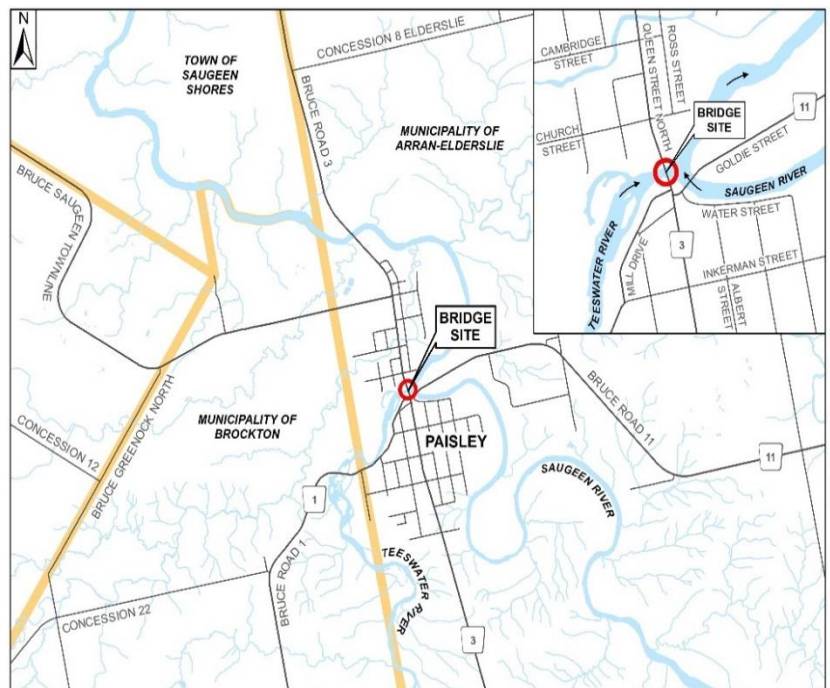 N
TOWN OF
SAUGEEN
SHORES
CONCESSION 8 ELDERSLIE
BRUCE ROAD 3
MUNICIPALITY OF
ARRAN-ELDERSLIE
BRUCE SAUGEEN TOWNLINE
BRIDGE
SITE
BRUCE GREENOCK NORTH
MUNICIPALITY OF
BROCKTON
CONCESSION 12
PAISLEY
BRUCE ROAD 11
11
SAUGEEN RIVER
1
BRUCE ROAD 1
TEESWATER
RIVER
CONCESSION 22
3
CAMBRIDGE
STREET
QUEEN STREET NORTH
ROSS STREET
11
BRIDGE
SITE
CHURCH
STREET
GOLDIE STREET
SAUGEEN RIVER
WATER STREET
TEESWATER RIVER
MILL DRIVE
3
INKERMAN STREET
ALBERT
STREET